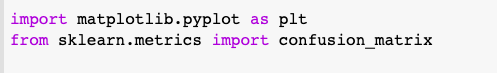 import matplotlib.pyplot as plt
from sklearn.metrics import confusion_matrix